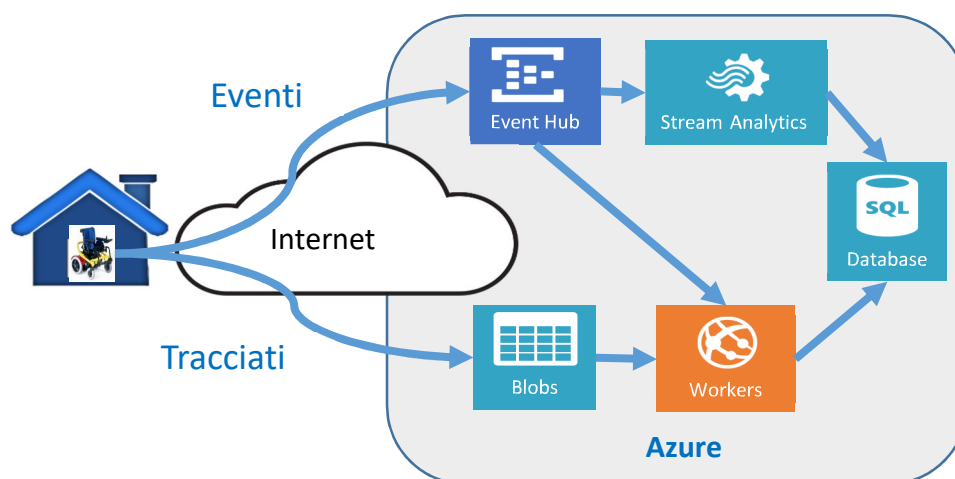 Eventi
Event Hub
Stream Analytics
SQL
Database
Internet
Tracciati
Blobs
Workers
Azure